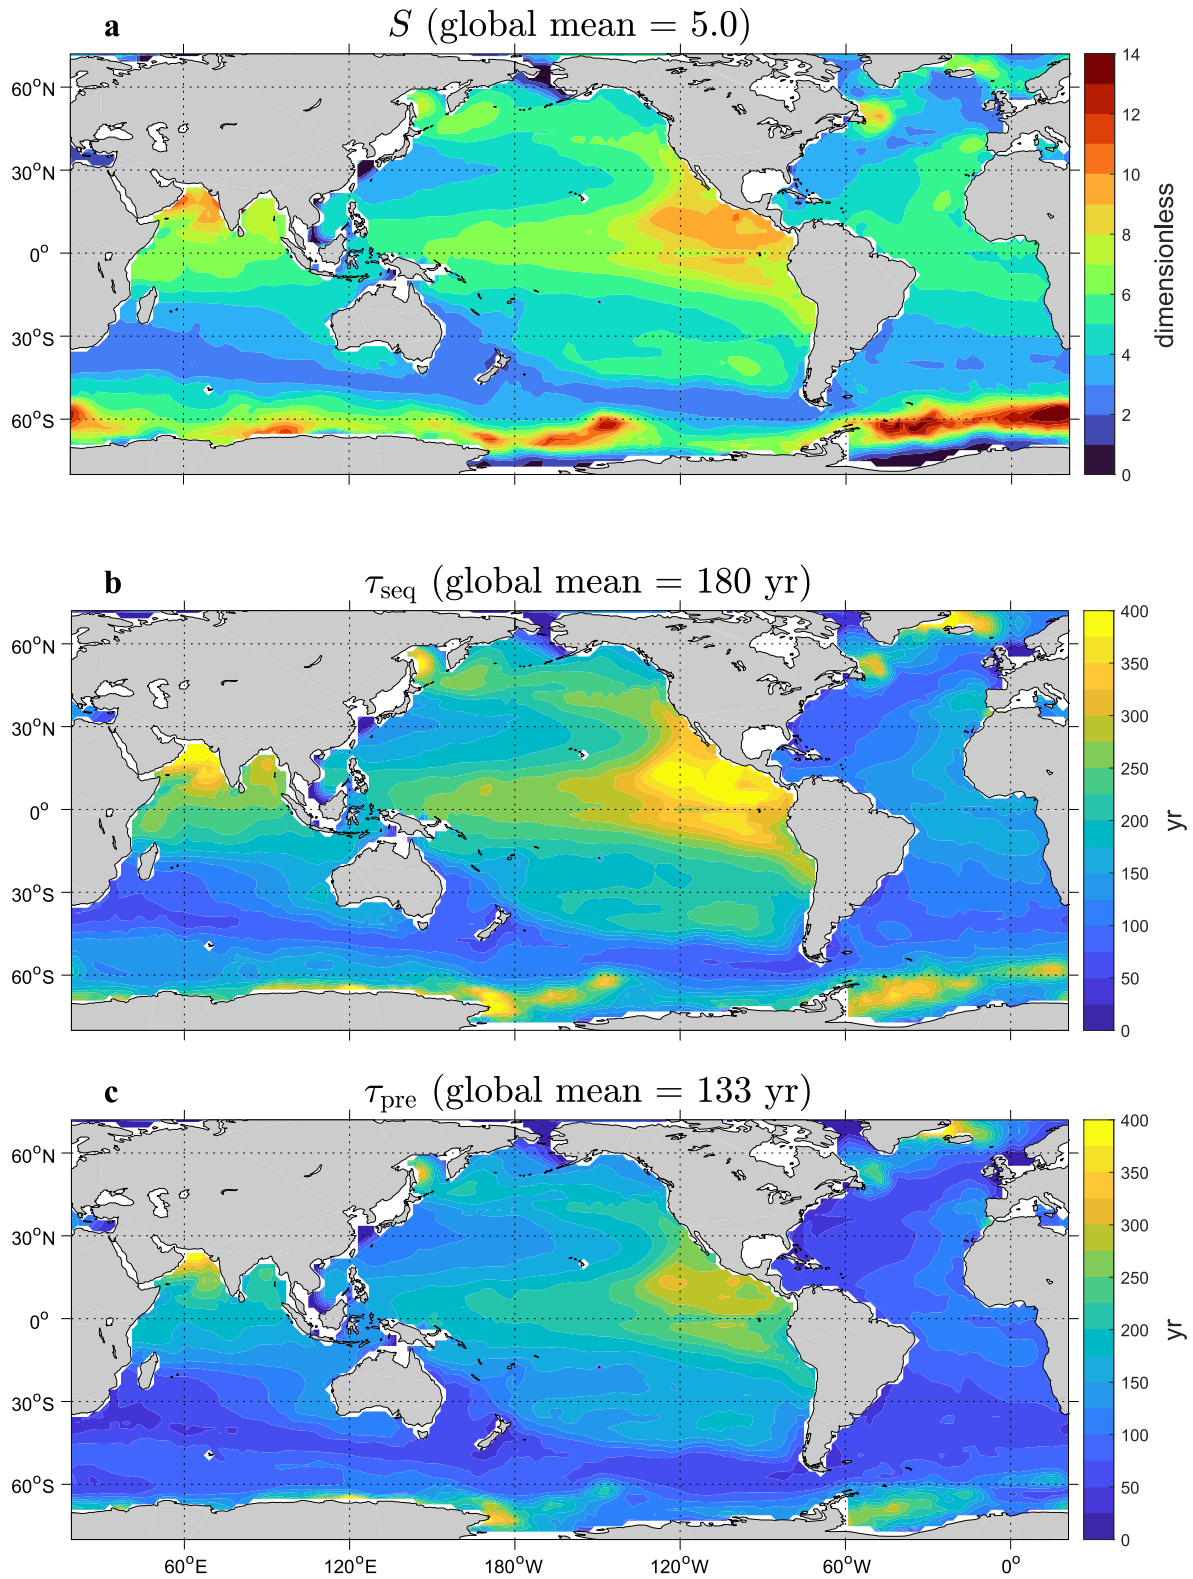 a
S (global mean = 5.0)
60°N
30°N
0°
30°S
60°S
14
12
10
8
6
4
2
0
dimensionless
b
τseq (global mean = 180 yr)
60°N
30°N
0°
30°S
60°S
400
350
300
250
200
150
100
50
0
yr
c
τpre (global mean = 133 yr)
60°N
30°N
0°
30°S
60°S
400
350
300
250
200
150
100
50
0
yr
60°E 120°E 180°W 120°W 60°W 0°